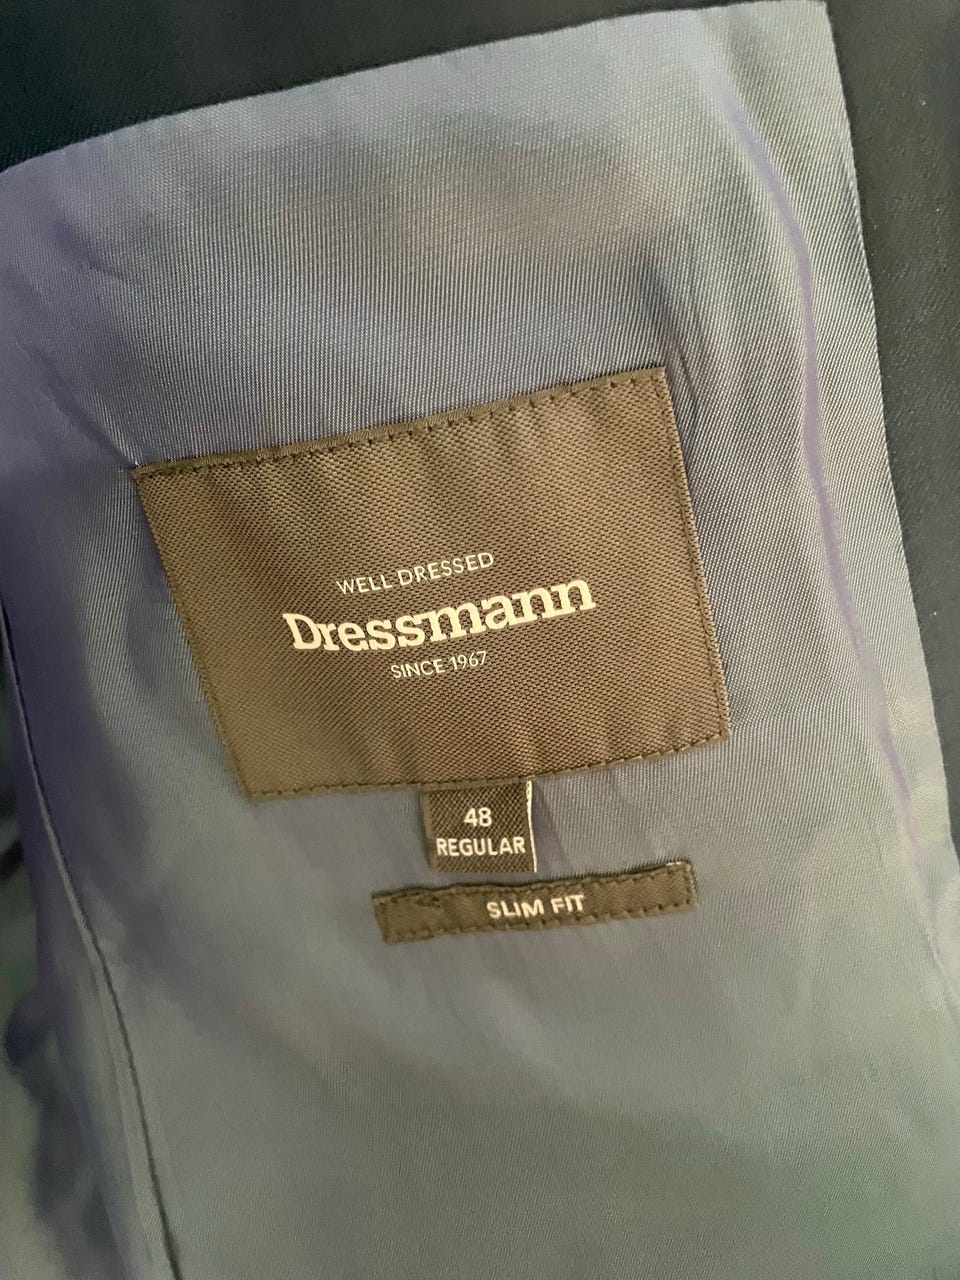 WELL DRESSED
Dressmann
SINCE 1967
48
REGULAR
SLIM FIT